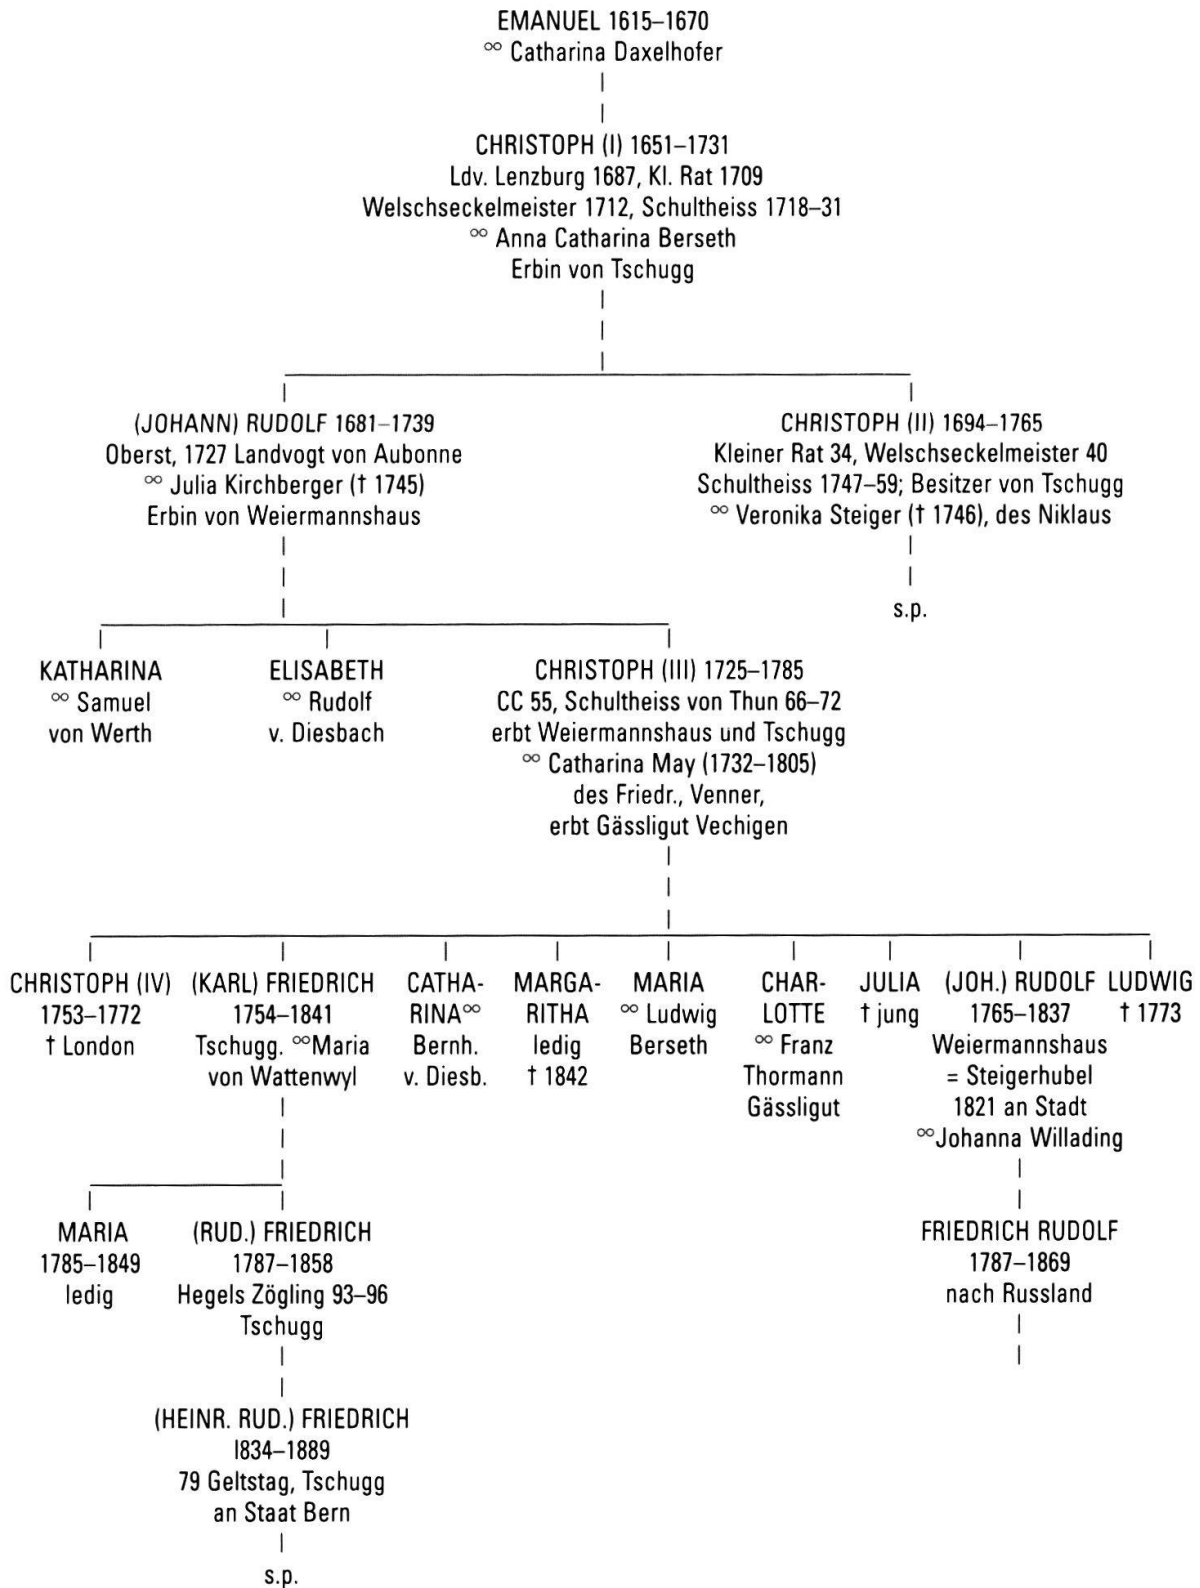 EMANUEL 1615–1670
∞ Catharina Daxelhofer
CHRISTOPH (I) 1651–1731
Ldv. Lenzburg 1687, Kl. Rat 1709
Welschseckelmeister 1712, Schultheiss 1718–31
∞ Anna Catharina Berseth
Erbin von Tschugg
(JOHANN) RUDOLF 1681–1739
Oberst, 1727 Landvogt von Aubonne
∞ Julia Kirchberger († 1745)
Erbin von Weiermannshaus
CHRISTOPH (II) 1694–1765
Kleiner Rat 34, Welschseckelmeister 40
Schultheiss 1747–59; Besitzer von Tschugg
∞ Veronika Steiger († 1746), des Niklaus
s.p.
KATHARINA
∞ Samuel
von Werth
ELISABETH
∞ Rudolf
v. Diesbach
CHRISTOPH (III) 1725–1785
CC 55, Schultheiss von Thun 66–72
erbt Weiermannshaus und Tschugg
∞ Catharina May (1732–1805)
des Friedr., Venner,
erbt Gässligut Vechigen
CHRISTOPH (IV)
1753–1772
† London
(KARL) FRIEDRICH
1754–1841
Tschugg. ∞Maria
von Wattenwyl
CATHA-
RINA∞
Bernh.
v. Diesb.
MARGA-
RITHA
ledig
† 1842
MARIA
∞ Ludwig
Berseth
CHAR-
LOTTE
∞ Franz
Thormann
Gässligut
JULIA
† jung
(JOH.) RUDOLF
1765–1837
Weiermannshaus
= Steigerhubel
1821 an Stadt
∞Johanna Willading
LUDWIG
† 1773
MARIA
1785–1849
ledig
(RUD.) FRIEDRICH
1787–1858
Hegels Zögling 93–96
Tschugg
FRIEDRICH RUDOLF
1787–1869
nach Russland
(HEINR. RUD.) FRIEDRICH
l834–1889
79 Geltstag, Tschugg
an Staat Bern
s.p.